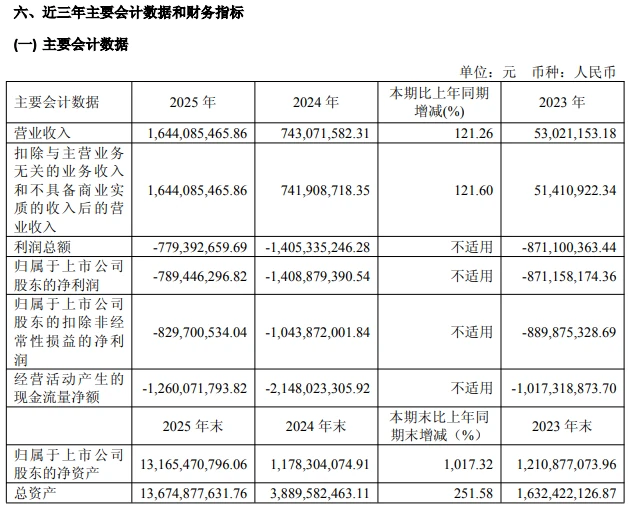 六、近三年主要会计数据和财务指标
(一) 主要会计数据
单位：元 币种：人民币
主要会计数据 2025 年 2024 年 本期比上年同期增减(%) 2023 年
营业收入 1,644,085,465.86 743,071,582.31 121.26 53,021,153.18
扣除与主营业务无关的业务收入和不具备商业实质的收入后的营业收入 1,644,085,465.86 741,908,718.35 121.60 51,410,922.34
利润总额 -779,392,659.69 -1,405,335,246.28 不适用 -871,100,363.44
归属于上市公司股东的净利润 -789,446,296.82 -1,408,879,390.54 不适用 -871,158,174.36
归属于上市公司股东的扣除非经常性损益的净利润 -829,700,534.04 -1,043,872,001.84 不适用 -889,875,328.69
经营活动产生的现金流量净额 -1,260,071,793.82 -2,148,023,305.92 不适用 -1,017,318,873.70
2025 年末 2024 年末 本期末比上年同期末增减（%） 2023 年末
归属于上市公司股东的净资产 13,165,470,796.06 1,178,304,074.91 1,017.32 1,210,877,073.96
总资产 13,674,877,631.76 3,889,582,463.11 251.58 1,632,422,126.87